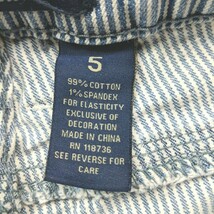 5
99% COTTON
1% SPANDEX
FOR ELASTICITY
EXCLUSIVE OF
DECORATION
MADE IN CHINA
RN 118736
SEE REVERSE FOR
CARE